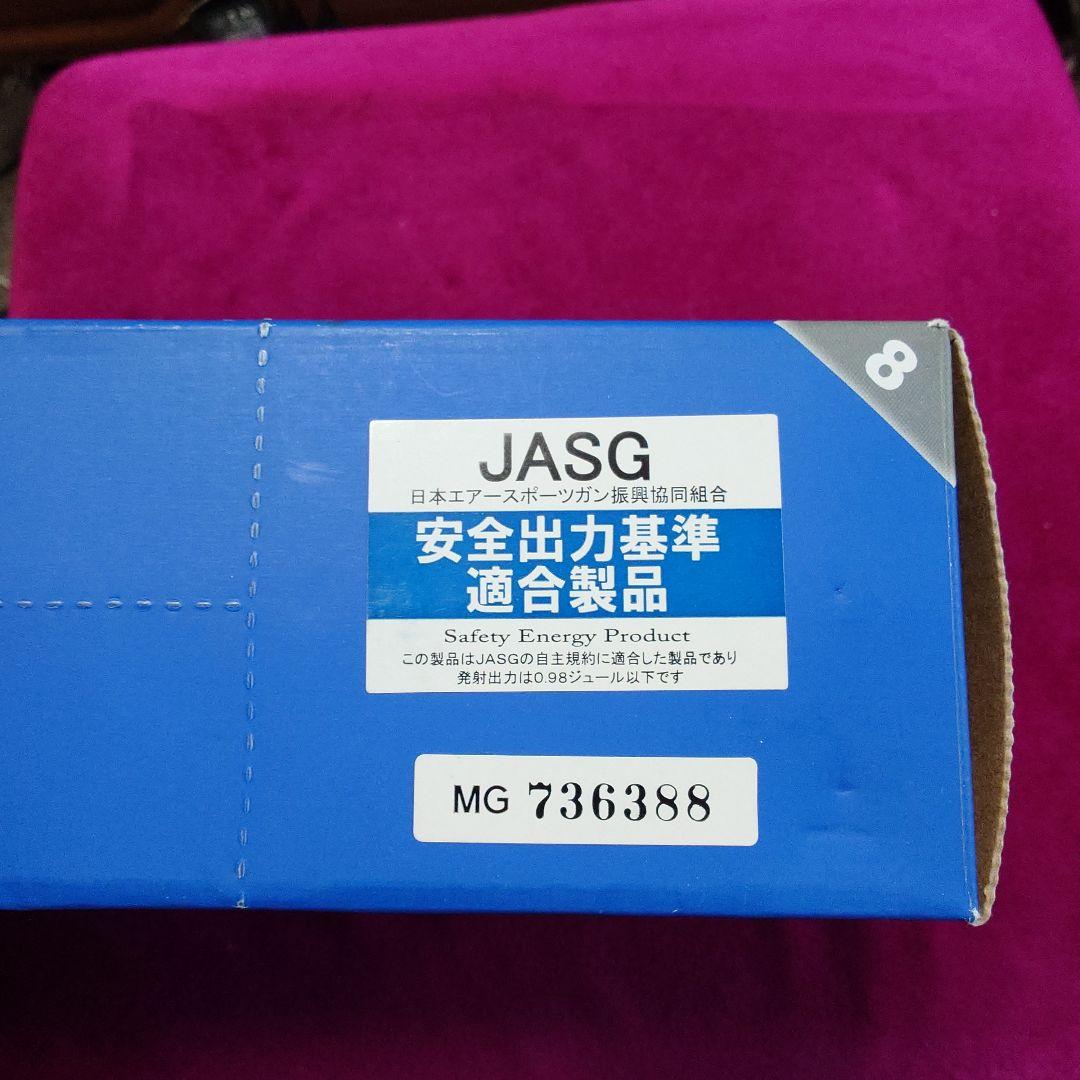 8
JASG
日本エアースポーツガン振興協同組合
安全出力基準
適合製品
Safety Energy Product
この製品はJASGの自主規約に適合した製品であり
発射出力は0.98ジュール以下です
MG 736388